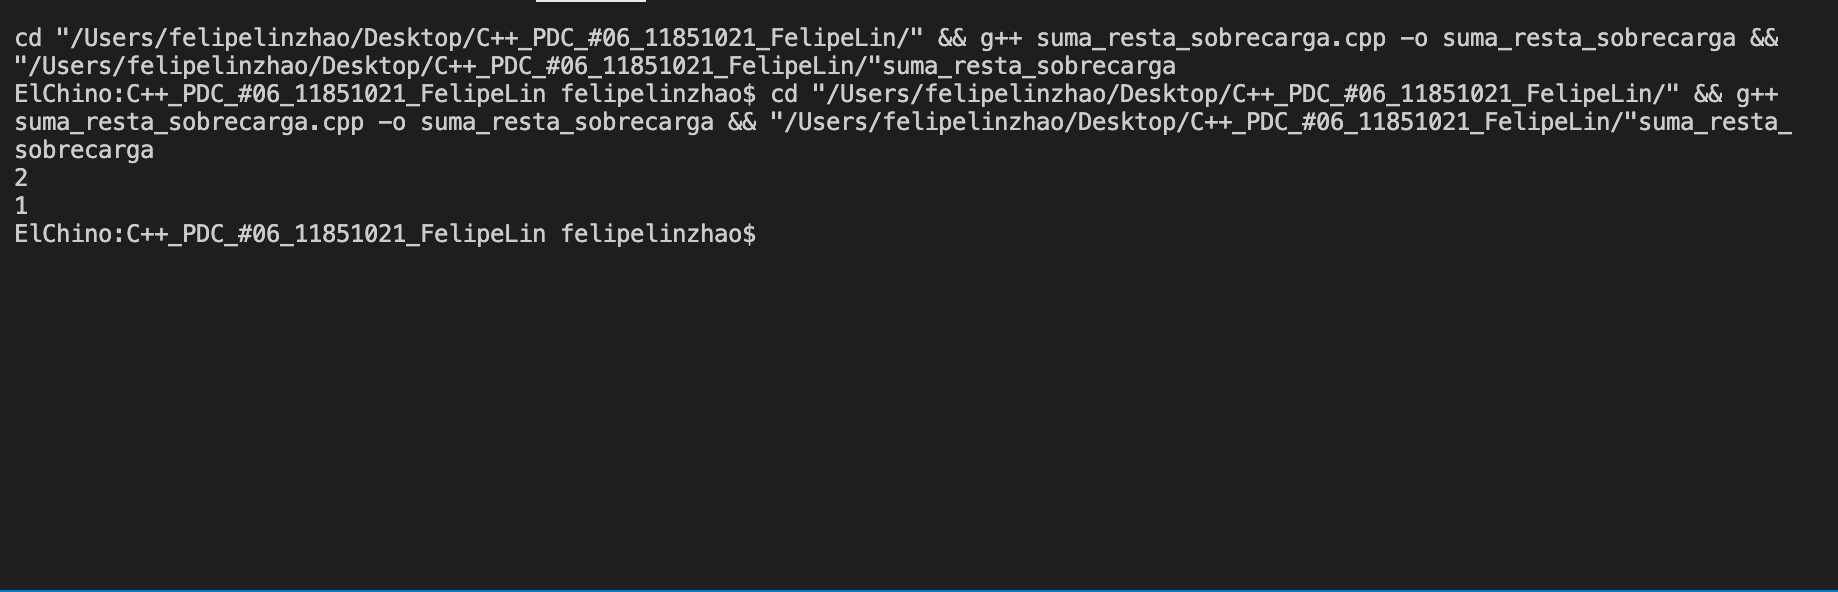 cd "/Users/felipelinzhao/Desktop/C++_PDC_#06_11851021_FelipeLin/" && g++ suma_resta_sobrecarga.cpp -o suma_resta_sobrecarga &&
"/Users/felipelinzhao/Desktop/C++_PDC_#06_11851021_FelipeLin/"suma_resta_sobrecarga
ElChino:C++_PDC_#06_11851021_FelipeLin felipelinzhao$ cd "/Users/felipelinzhao/Desktop/C++_PDC_#06_11851021_FelipeLin/" && g++
suma_resta_sobrecarga.cpp -o suma_resta_sobrecarga && "/Users/felipelinzhao/Desktop/C++_PDC_#06_11851021_FelipeLin/"suma_resta_
sobrecarga
2
1
ElChino:C++_PDC_#06_11851021_FelipeLin felipelinzhao$